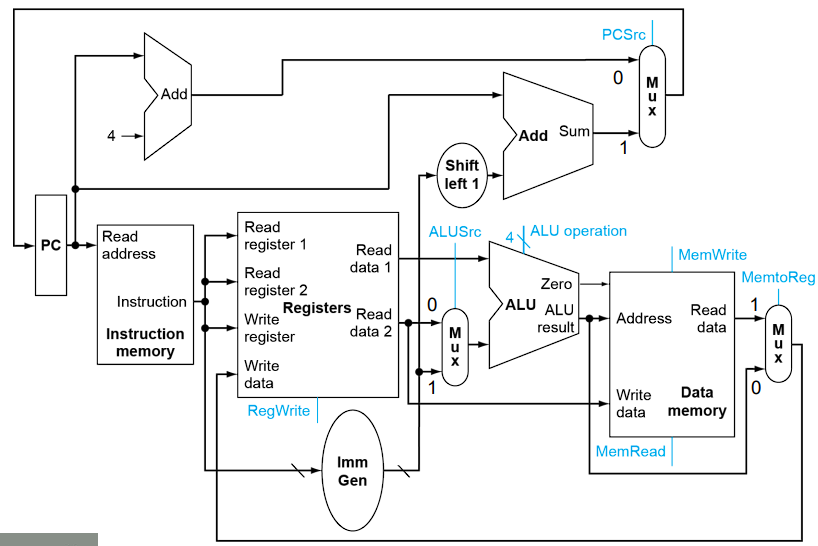 PCSrc
0
M
u
x
Add
4
Add
Sum
1
Shift
left 1
PC
Read
address
Instruction
Instruction
memory
Read
register 1
Read
register 2
Write
register
Write
data
Registers
Read
data 1
Read
data 2
RegWrite
Imm
Gen
ALUSrc
0
M
u
x
1
4
ALU operation
Zero
ALU
ALU
result
MemWrite
Address
Read
data
Write
data
Data
memory
MemRead
MemtoReg
1
M
u
x
0